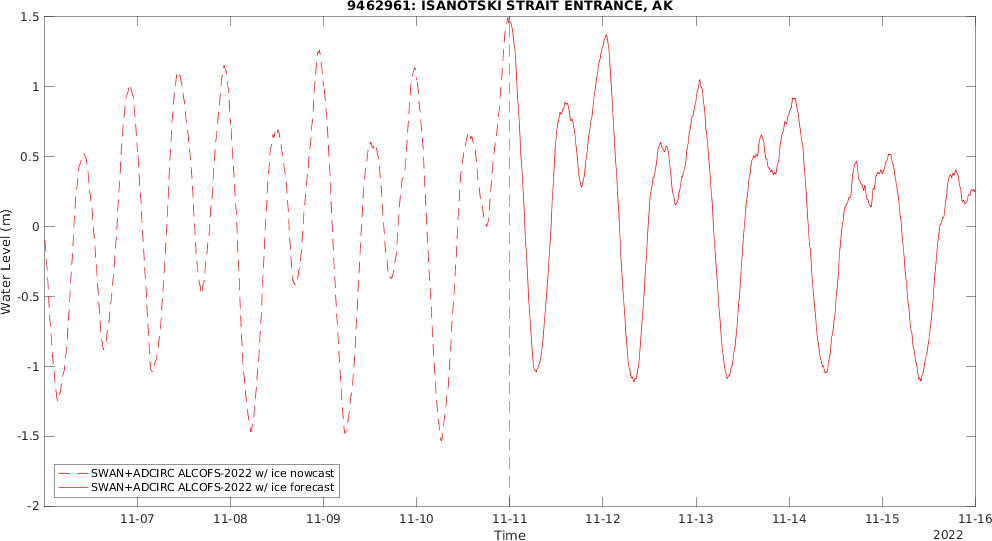 9462961: ISANOTSKI STRAIT ENTRANCE, AK
1.5
1
0.5
0
-0.5
-1
-1.5
-2
Water Level (m)
SWAN+ADCIRC ALCOFS-2022 w/ ice nowcast
SWAN+ADCIRC ALCOFS-2022 w/ ice forecast
11-07 11-08 11-09 11-10 11-11 11-12 11-13 11-14 11-15 11-16
Time
2022